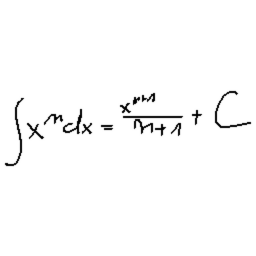 ∫xⁿdx = xⁿ⁺¹/(n+1) + C